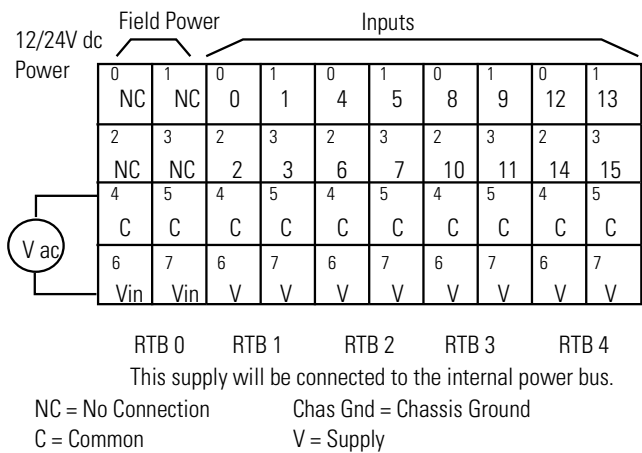 Field Power Inputs
12/24V dc
Power
0 1 0 1 0 1 0 1 0 1
NC NC 0 1 4 5 8 9 12 13
2 3 2 3 2 3 2 3 2 3
NC NC 2 3 6 7 10 11 14 15
4 5 4 5 4 5 4 5 4 5
C C C C C C C C C C
V ac
6 7 6 7 6 7 6 7 6 7
Vin Vin V V V V V V V V
RTB 0 RTB 1 RTB 2 RTB 3 RTB 4
This supply will be connected to the internal power bus.
NC = No Connection Chas Gnd = Chassis Ground
C = Common V = Supply